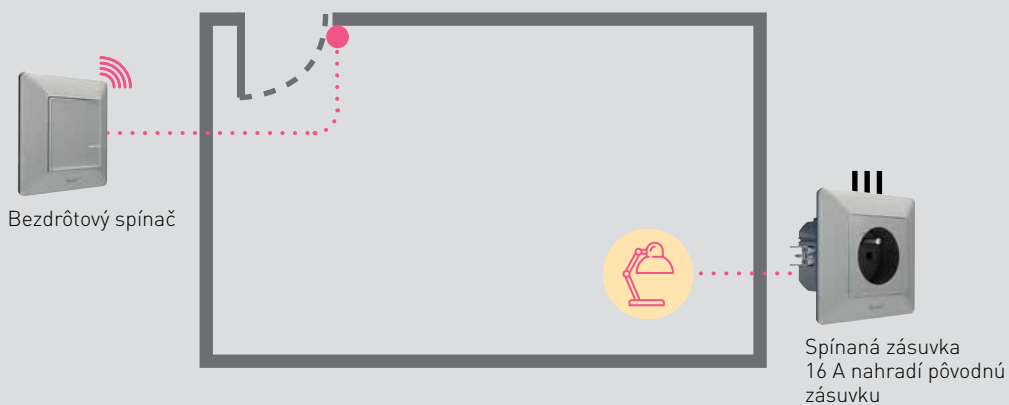 Bezdrôtový spínač
Spínaná zásuvka
16 A nahradí pôvodnú
zásuvku